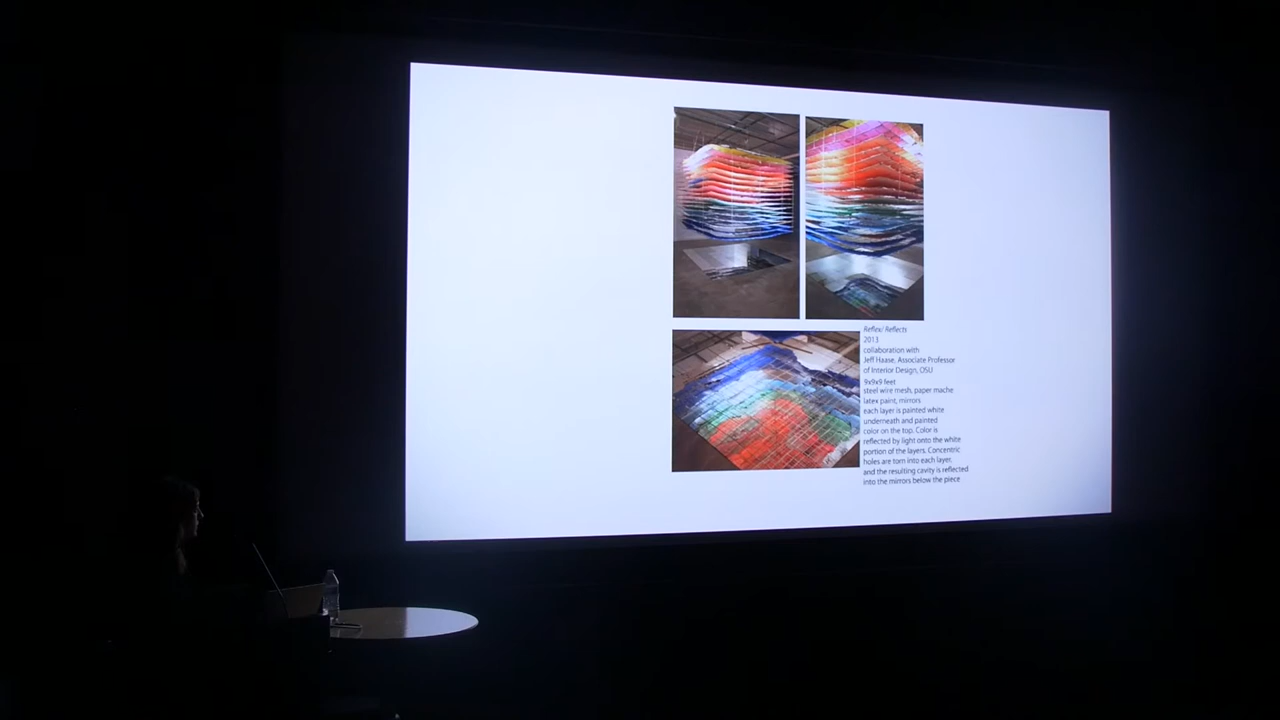 Reflex/ Reflects
2013
collaboration with
Jeff Haase, Associate Professor
of Interior Design, OSU
9x9x9 feet
steel wire mesh, paper mache
latex paint, mirrors
each layer is painted white
underneath and painted
color on the top. Color is
reflected by light onto the white
portion of the layers. Concentric
holes are torn into each layer,
and the resulting cavity is reflected
into the mirrors below the piece